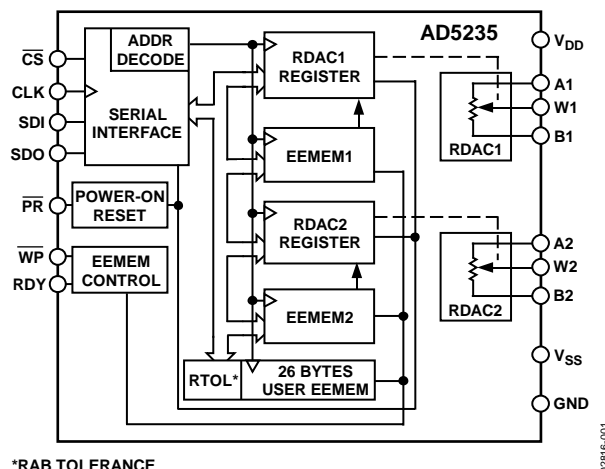 AD5235
ADDR
DECODE
CS
CLK
SDI
SDO
SERIAL
INTERFACE
PR
POWER-ON
RESET
WP
RDY
EEMEM
CONTROL
RDAC1
REGISTER
EEMEM1
RDAC2
REGISTER
EEMEM2
RTOL*
26 BYTES
USER EEMEM
RDAC1
RDAC2
VDD
A1
W1
B1
A2
W2
B2
VSS
GND
*RAB TOLERANCE
02816-001